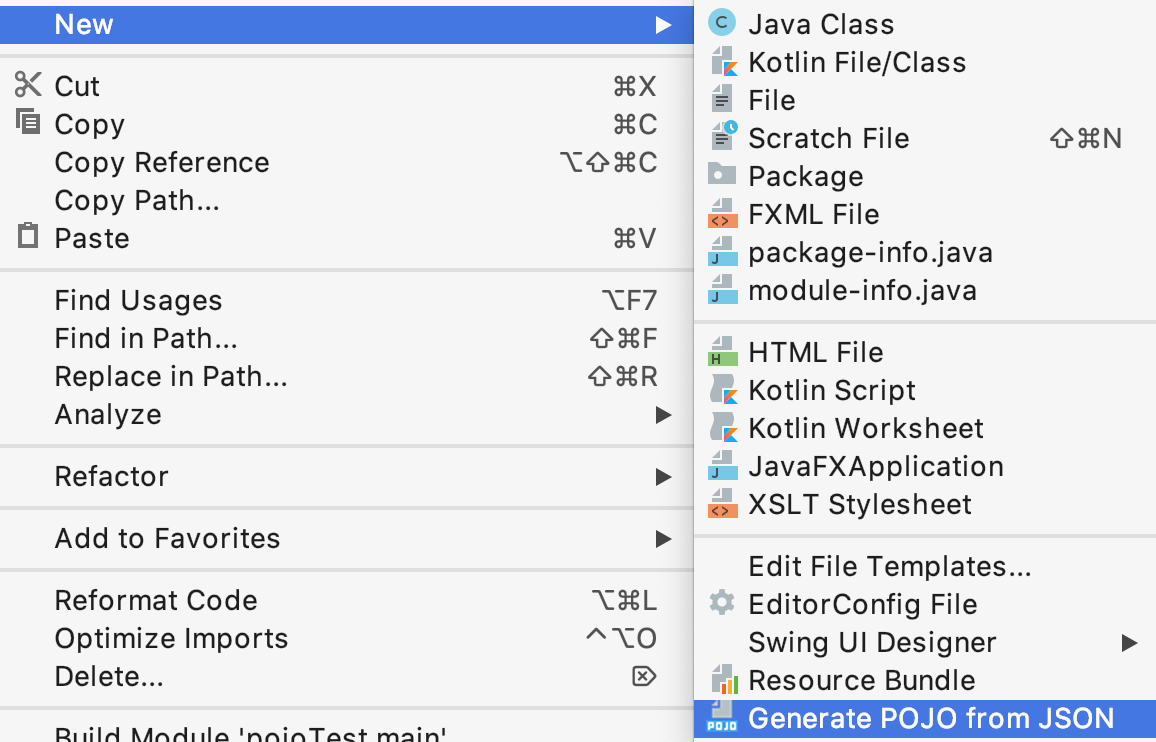 New
Cut ⌘X
Copy ⌘C
Copy Reference ⌥⇧⌘C
Copy Path...
Paste ⌘V
Find Usages ⌥F7
Find in Path... ⇧⌘F
Replace in Path... ⇧⌘R
Analyze
Refactor
Add to Favorites
Reformat Code ⌥⌘L
Optimize Imports ^⌥O
Delete... ⌦
Build Module 'pojoTest.main'
C Java Class
Kotlin File/Class
File
Scratch File ⇧⌘N
Package
<> FXML File
J package-info.java
J module-info.java
H HTML File
Kotlin Script
Kotlin Worksheet
J JavaFXApplication
<> XSLT Stylesheet
Edit File Templates...
EditorConfig File
Swing UI Designer
Resource Bundle
POJO Generate POJO from JSON